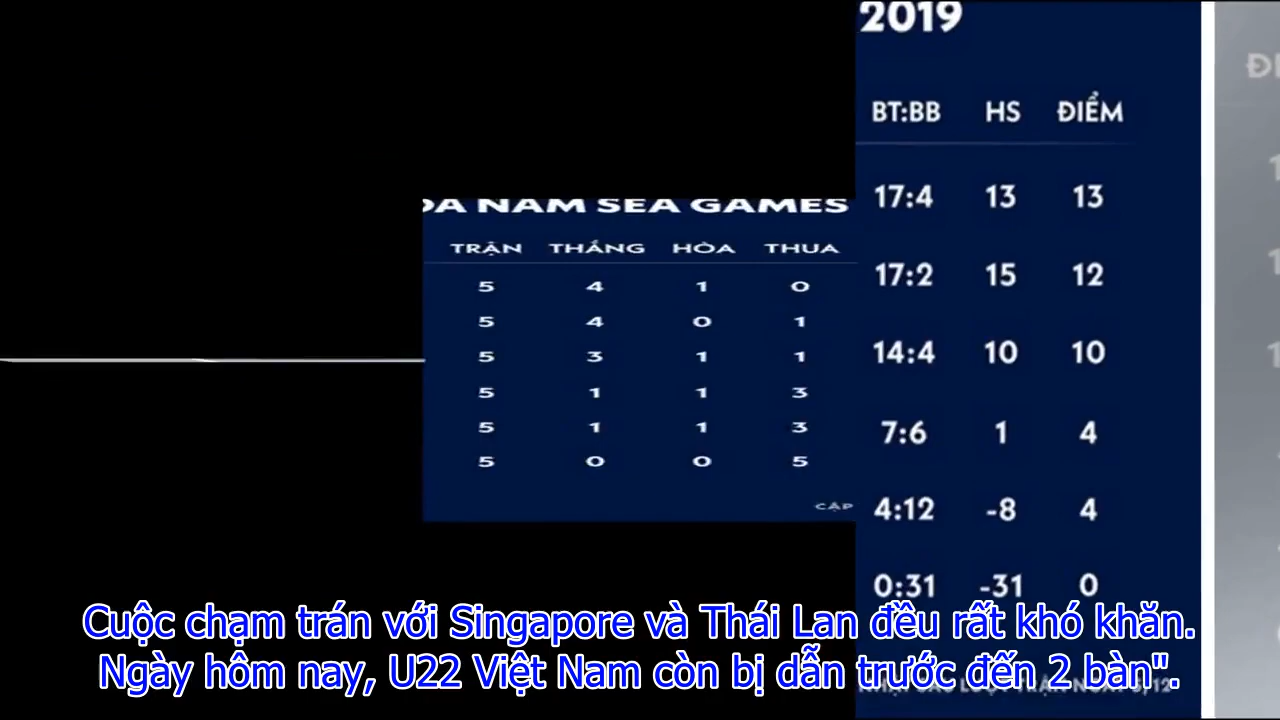 2019
ĐA NAM SEA GAMES
TRẬN THẮNG HÒA THUA
BT:BB HS ĐIỂM
5 4 1 0
17:4 13 13
5 4 0 1
17:2 15 12
5 3 1 1
14:4 10 10
5 1 1 3
7:6 1 4
5 1 1 3
4:12 -8 4
5 0 0 5
0:31 -31 0
CẬP
Cuộc chạm trán với Singapore và Thái Lan đều rất khó khăn.
Ngày hôm nay, U22 Việt Nam còn bị dẫn trước đến 2 bàn".